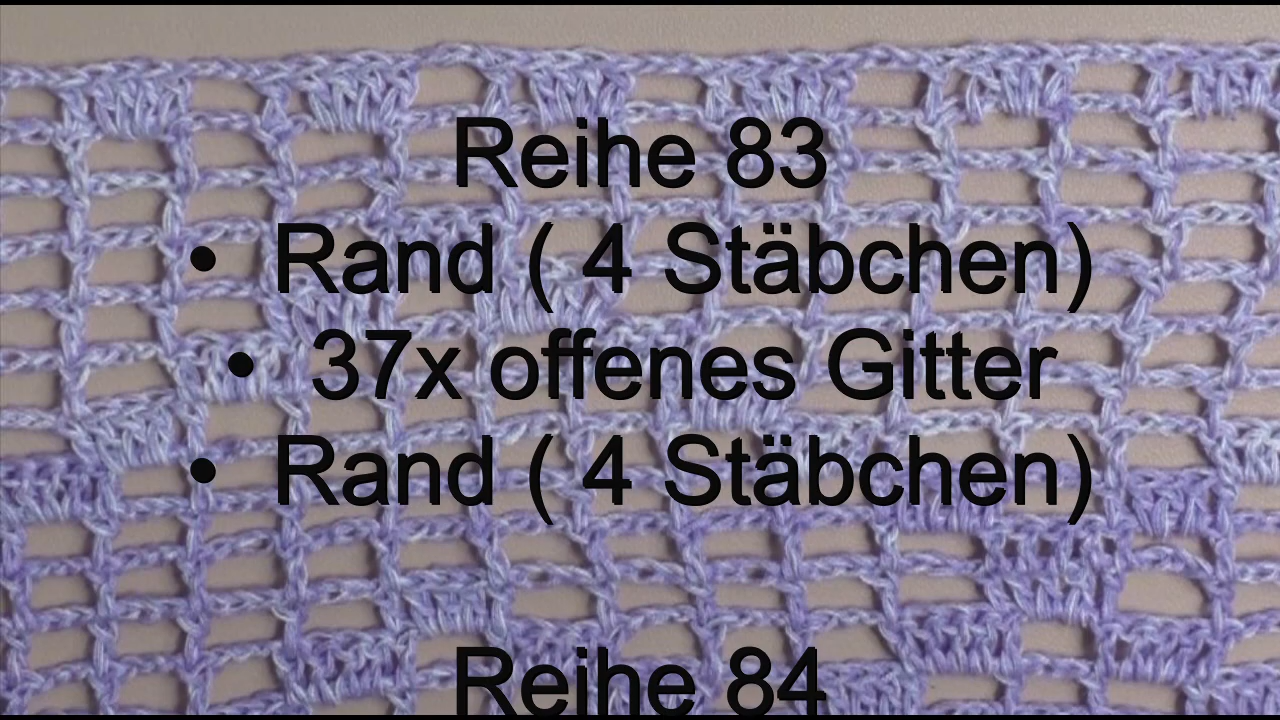 Reihe 83
• Rand ( 4 Stäbchen)
• 37x offenes Gitter
• Rand ( 4 Stäbchen)
Reihe 84